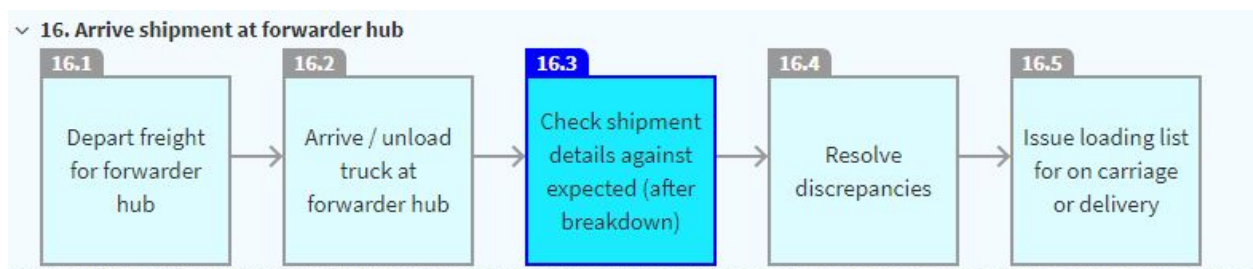 16. Arrive shipment at forwarder hub
16.1
Depart freight
for forwarder
hub
16.2
Arrive / unload
truck at
forwarder hub
16.3
Check shipment
details against
expected (after
breakdown)
16.4
Resolve
discrepancies
16.5
Issue loading list
for on carriage
or delivery